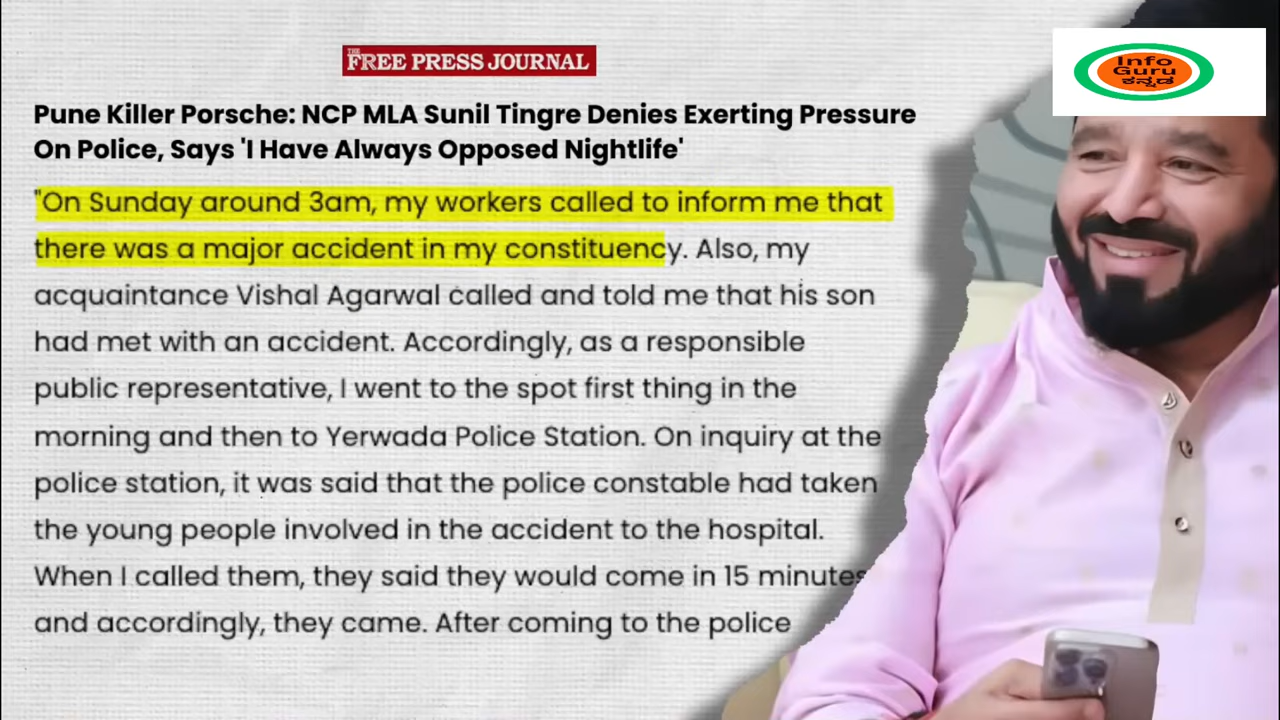 THE FREE PRESS JOURNAL
Info
Guru
ಕನ್ನಡ
Pune Killer Porsche: NCP MLA Sunil Tingre Denies Exerting Pressure
On Police, Says 'I Have Always Opposed Nightlife'
"On Sunday around 3am, my workers called to inform me that
there was a major accident in my constituency. Also, my
acquaintance Vishal Agarwal called and told me that his son
had met with an accident. Accordingly, as a responsible
public representative, I went to the spot first thing in the
morning and then to Yerwada Police Station. On inquiry at the
police station, it was said that the police constable had taken
the young people involved in the accident to the hospital.
When I called them, they said they would come in 15 minutes
and accordingly, they came. After coming to the police